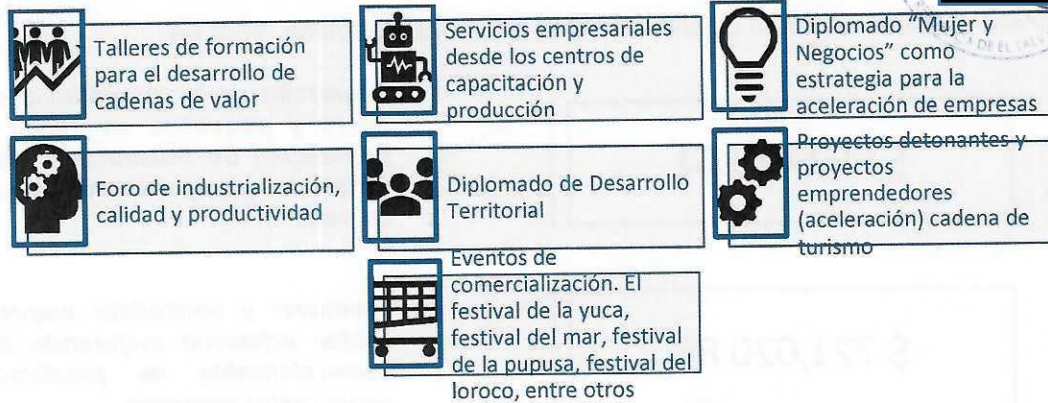 Talleres de formación
para el desarrollo de
cadenas de valor
Servicios empresariales
desde los centros de
capacitación y
producción
Diplomado "Mujer y
Negocios" como
estrategia para la
aceleración de empresas
Foro de industrialización,
calidad y productividad
Diplomado de Desarrollo
Territorial
Proyectos detonantes y
proyectos
emprendedores
(aceleración) cadena de
turismo
Eventos de
comercialización. El
festival de la yuca,
festival del mar, festival
de la pupusa, festival del
loroco, entre otros